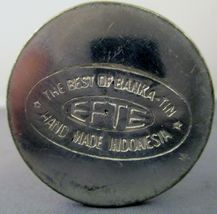 THE BEST OF BANKA-TIN
EFTE
HAND MADE INDONESIA